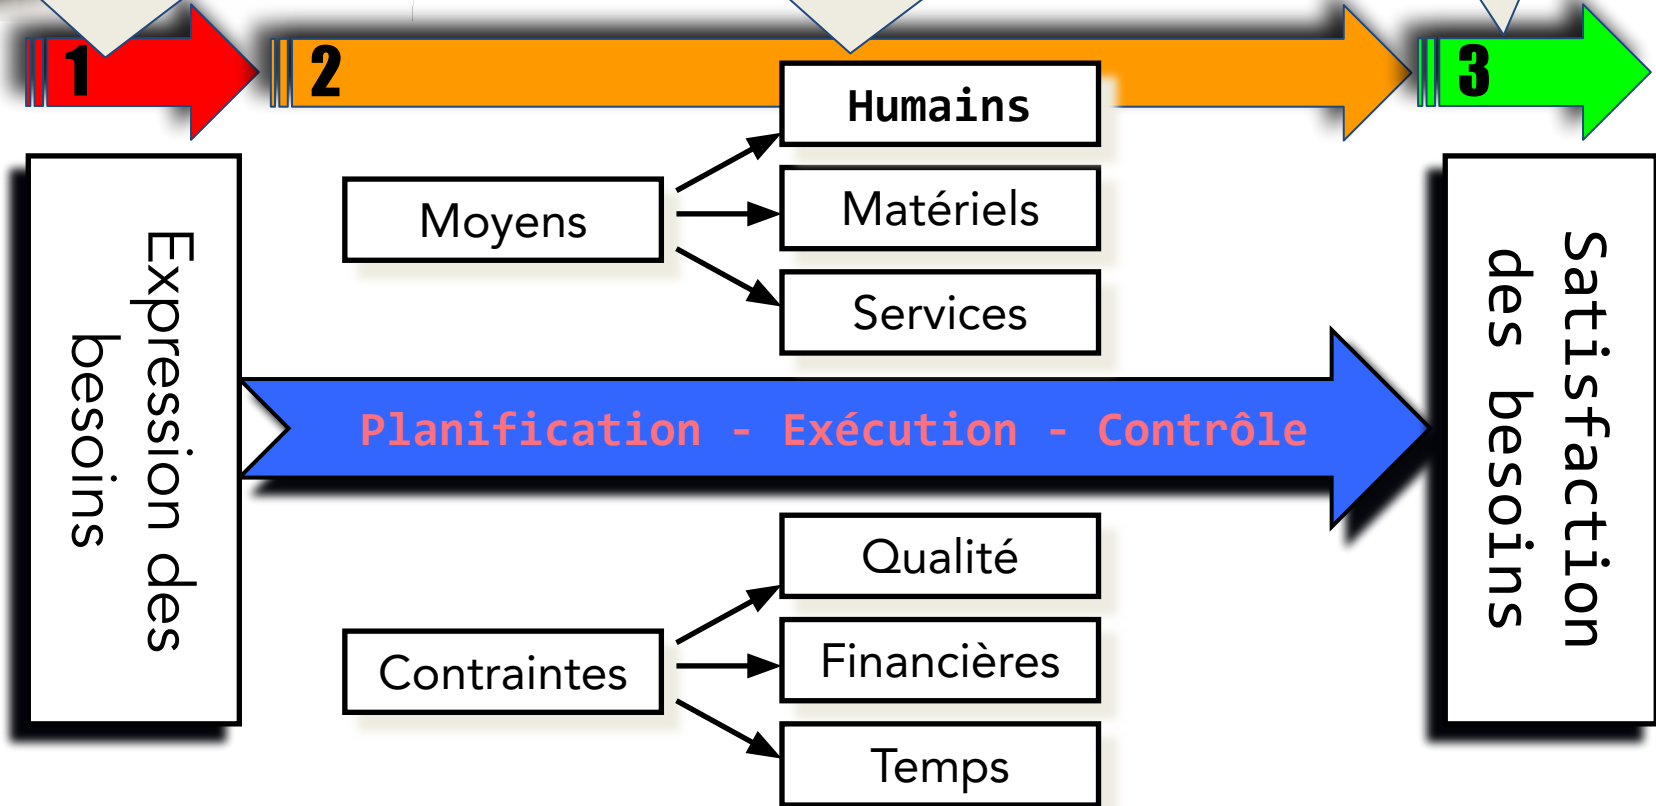 1
2
3
Expression des
besoins
Moyens
Humains
Matériels
Services
Planification - Exécution - Contrôle
Contraintes
Qualité
Financières
Temps
Satisfaction
des besoins